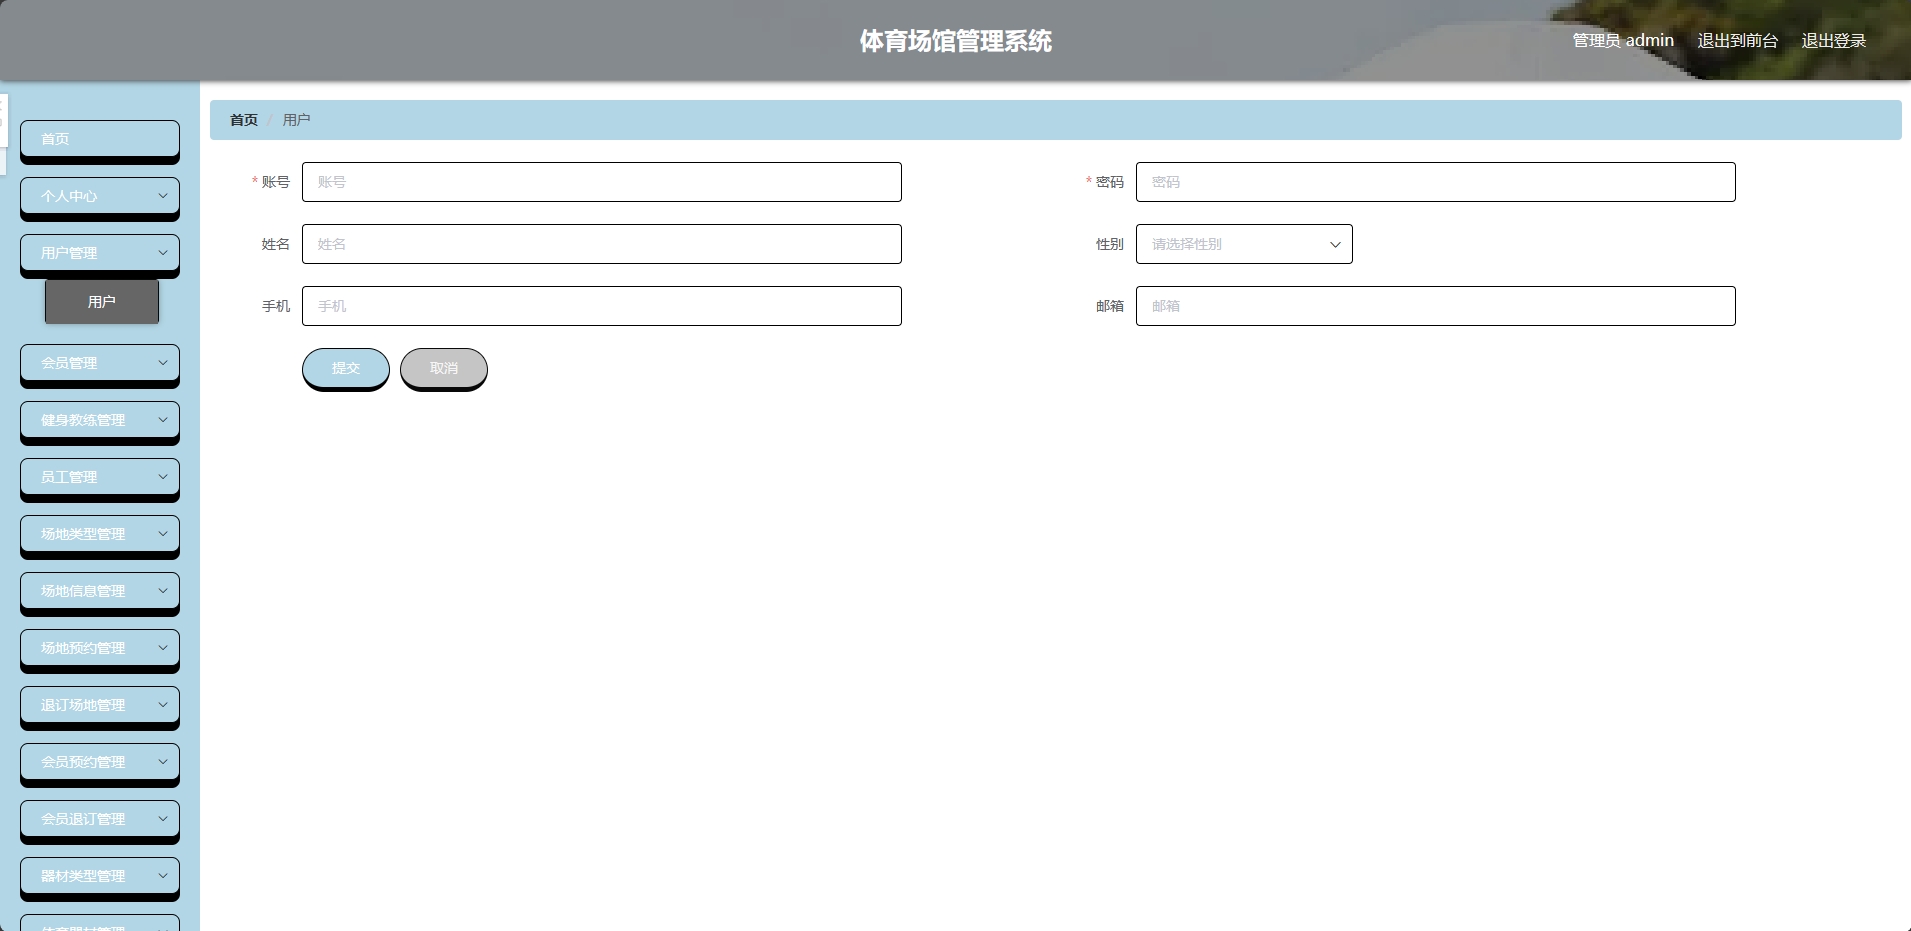 体育场馆管理系统
管理员 admin 退出到前台 退出登录
首页
个人中心
用户管理
用户
会员管理
健身教练管理
员工管理
场地类型管理
场地信息管理
场地预约管理
退订场地管理
会员预约管理
会员退订管理
器材类型管理
体育器材管理
首页 / 用户
* 账号 账号
* 密码 密码
姓名 姓名
性别 请选择性别
手机 手机
邮箱 邮箱
提交 取消